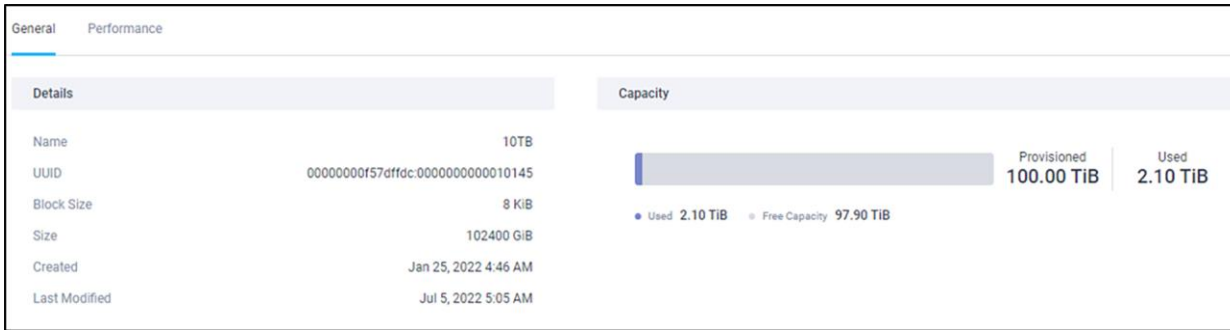 General Performance
Details
Name 10TB
UUID 00000000f57dffdc:0000000000010145
Block Size 8 KiB
Size 102400 GiB
Created Jan 25, 2022 4:46 AM
Last Modified Jul 5, 2022 5:05 AM
Capacity
Provisioned Used
100.00 TiB 2.10 TiB
Used 2.10 TiB Free Capacity 97.90 TiB